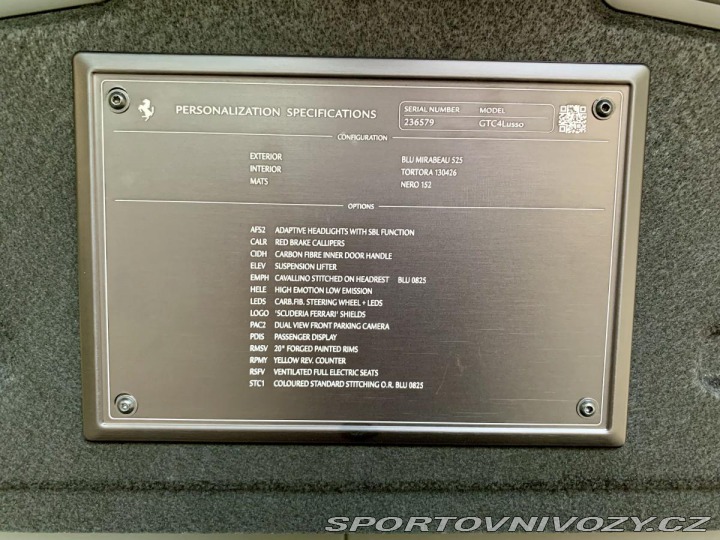 PERSONALIZATION SPECIFICATIONS
SERIAL NUMBER MODEL
236579 GTC4Lusso
CONFIGURATION
EXTERIOR BLU MIRABEAU 525
INTERIOR TORTORA 130426
MATS NERO 152
OPTIONS
AFS2 ADAPTIVE HEADLIGHTS WITH SBL FUNCTION
CALR RED BRAKE CALLIPERS
CIDH CARBON FIBRE INNER DOOR HANDLE
ELEV SUSPENSION LIFTER
EMPH CAVALLINO STITCHED ON HEADREST BLU 0825
HELE HIGH EMOTION LOW EMISSION
LEDS CARB.FIB. STEERING WHEEL + LEDS
LOGO 'SCUDERIA FERRARI' SHIELDS
PAC2 DUAL VIEW FRONT PARKING CAMERA
PDIS PASSENGER DISPLAY
RMSV 20" FORGED PAINTED RIMS
RPMY YELLOW REV. COUNTER
RSFV VENTILATED FULL ELECTRIC SEATS
STC1 COLOURED STANDARD STITCHING O.R. BLU 0825
SPORTOVNIVOZY.CZ